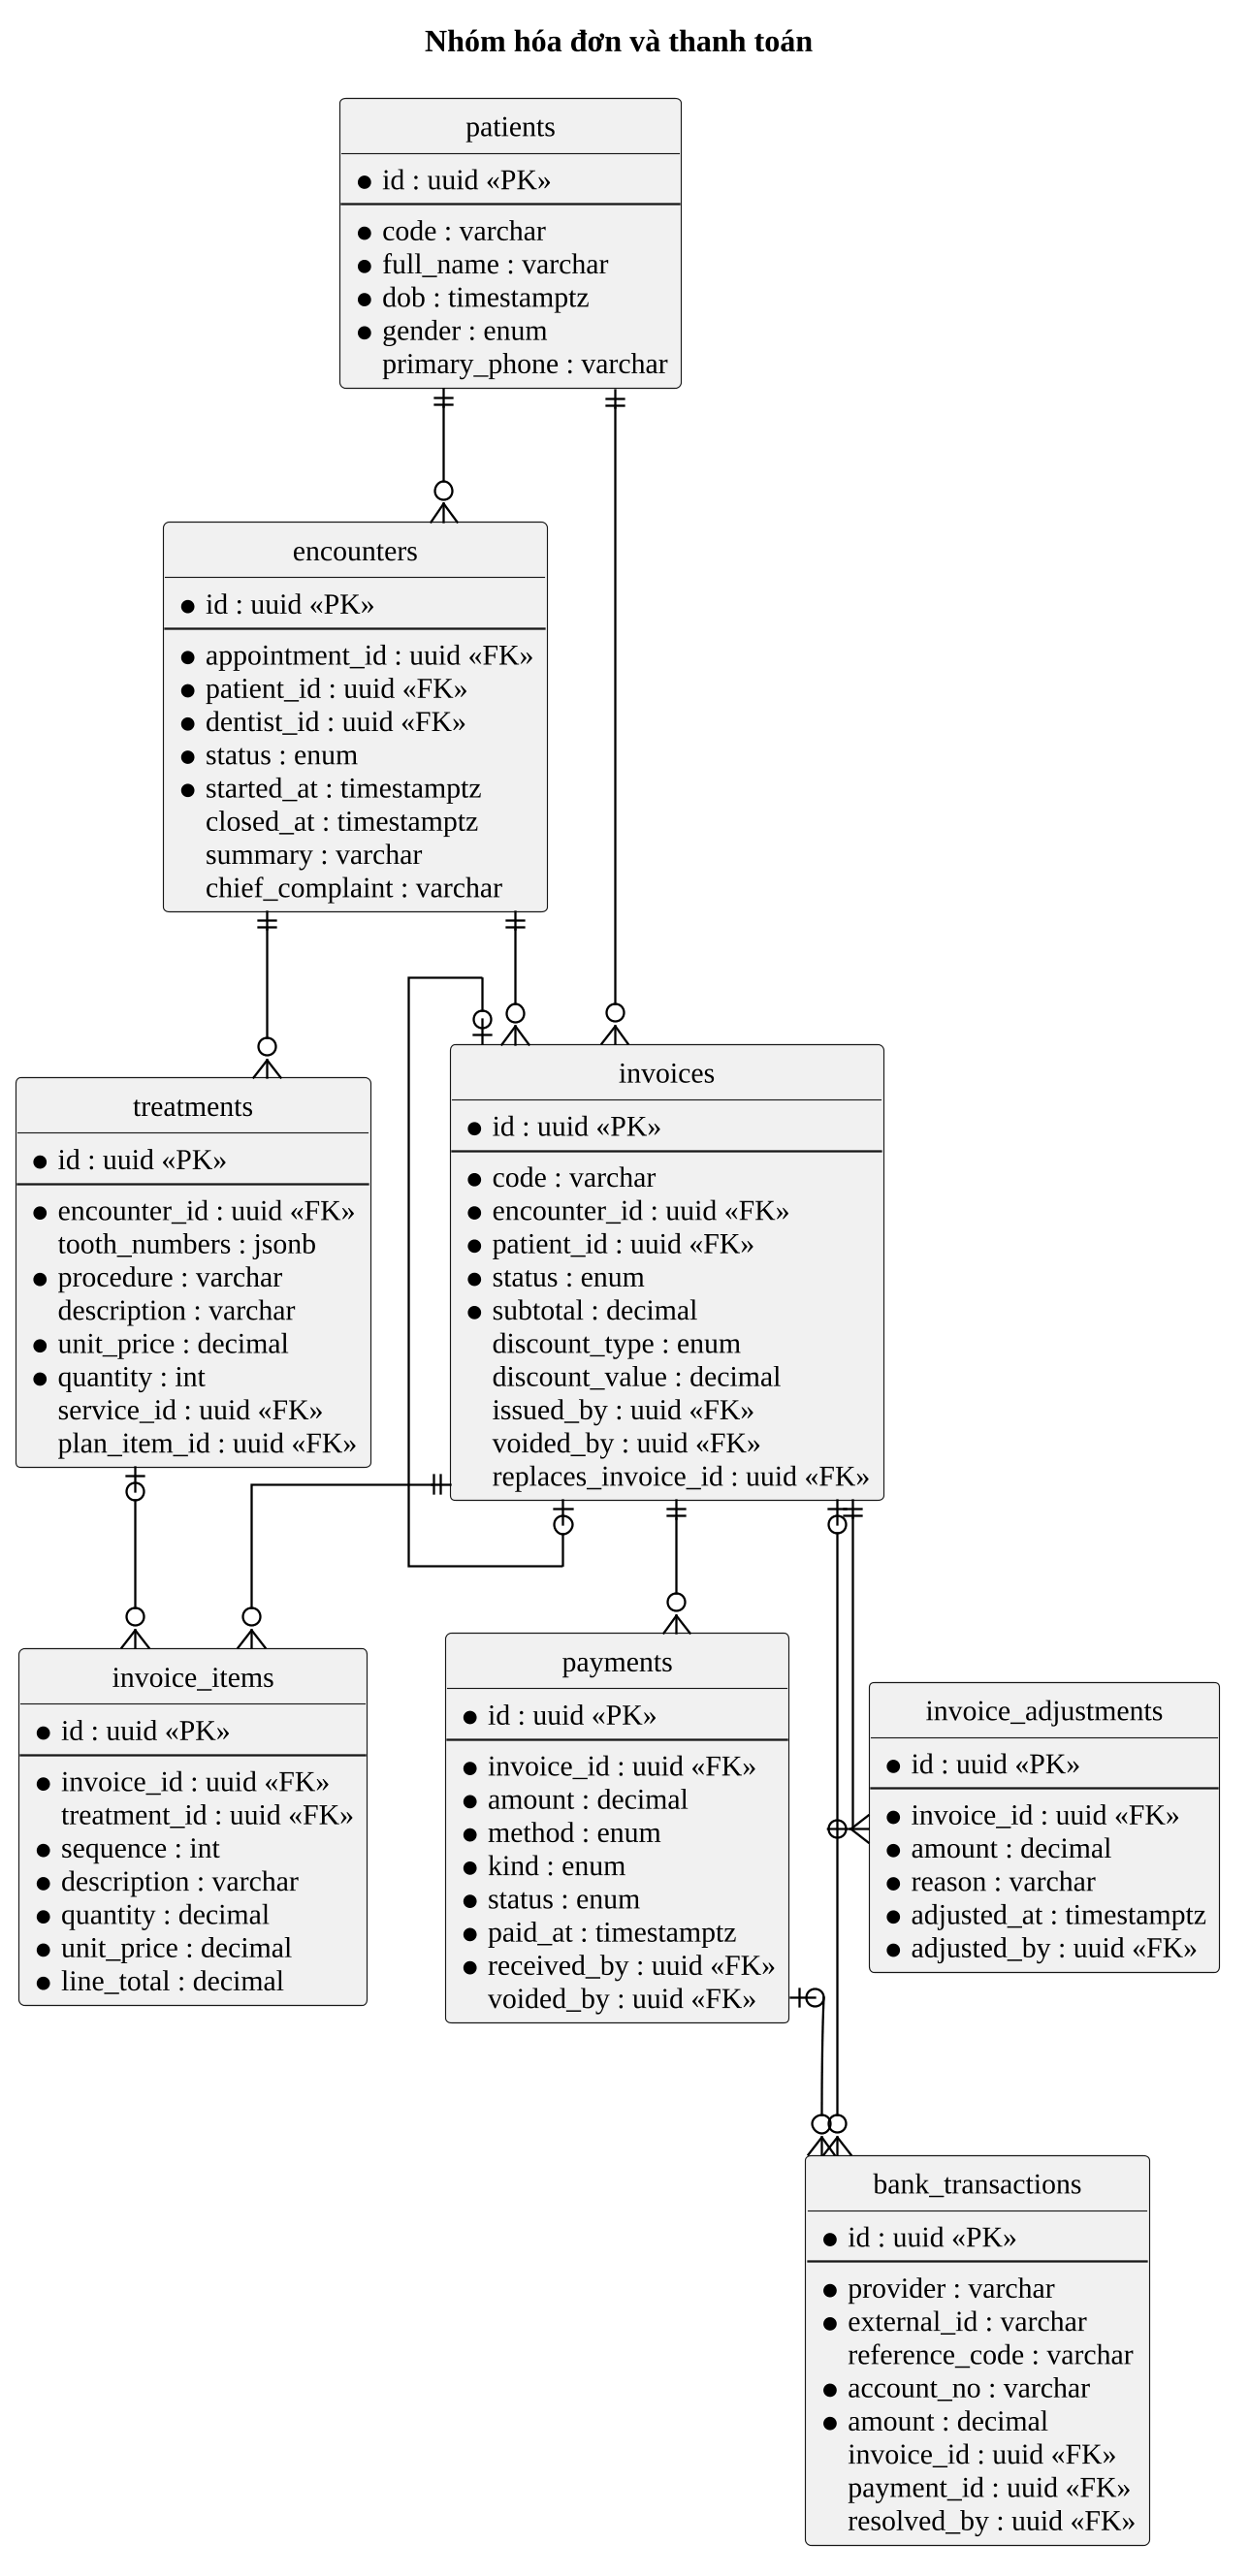 Nhóm hóa đơn và thanh toán
patients
id : uuid «PK»
code : varchar
full_name : varchar
dob : timestamptz
gender : enum
primary_phone : varchar
encounters
id : uuid «PK»
appointment_id : uuid «FK»
patient_id : uuid «FK»
dentist_id : uuid «FK»
status : enum
started_at : timestamptz
closed_at : timestamptz
summary : varchar
chief_complaint : varchar
treatments
id : uuid «PK»
encounter_id : uuid «FK»
tooth_numbers : jsonb
procedure : varchar
description : varchar
unit_price : decimal
quantity : int
service_id : uuid «FK»
plan_item_id : uuid «FK»
invoices
id : uuid «PK»
code : varchar
encounter_id : uuid «FK»
patient_id : uuid «FK»
status : enum
subtotal : decimal
discount_type : enum
discount_value : decimal
issued_by : uuid «FK»
voided_by : uuid «FK»
replaces_invoice_id : uuid «FK»
invoice_items
id : uuid «PK»
invoice_id : uuid «FK»
treatment_id : uuid «FK»
sequence : int
description : varchar
quantity : decimal
unit_price : decimal
line_total : decimal
payments
id : uuid «PK»
invoice_id : uuid «FK»
amount : decimal
method : enum
kind : enum
status : enum
paid_at : timestamptz
received_by : uuid «FK»
voided_by : uuid «FK»
invoice_adjustments
id : uuid «PK»
invoice_id : uuid «FK»
amount : decimal
reason : varchar
adjusted_at : timestamptz
adjusted_by : uuid «FK»
bank_transactions
id : uuid «PK»
provider : varchar
external_id : varchar
reference_code : varchar
account_no : varchar
amount : decimal
invoice_id : uuid «FK»
payment_id : uuid «FK»
resolved_by : uuid «FK»